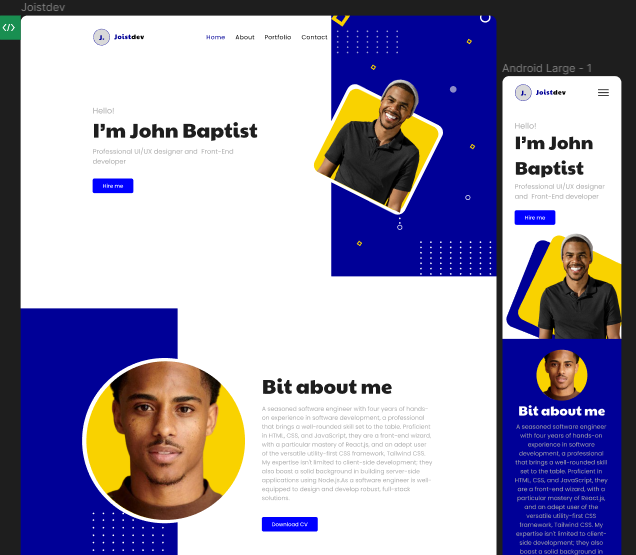 Joistdev
J. Joistdev
Home About Portfolio Contact
Hello!
I'm John Baptist
Professional UI/UX designer and Front-End
developer
Hire me
Bit about me
A seasoned software engineer with four years of hands-
on experience in software development, a professional
that brings a well-rounded skill set to the table. Proficient
in HTML, CSS, and JavaScript, they are a front-end wizard,
with a particular mastery of React.js, and an adept user
of the versatile utility-first CSS framework, Tailwind CSS.
My expertise isn't limited to client-side development; they
also boast a solid background in building server-side
applications using Node.js.As a software engineer is well-
equipped to design and develop robust, full-stack
solutions.
Download CV
Android Large - 1
J. Joistdev
Hello!
I'm John
Baptist
Professional UI/UX designer
and Front-End developer
Hire me
Bit about me
A seasoned software engineer
with four years of hands-on
experience in software
development, a professional
that brings a well-rounded skill
set to the table. Proficient in
HTML, CSS, and JavaScript, they
are a front-end wizard, with a
particular mastery of React.js,
and an adept user of the
versatile utility-first CSS
framework, Tailwind CSS. My
expertise isn't limited to client-
side development; they also
boast a solid background in